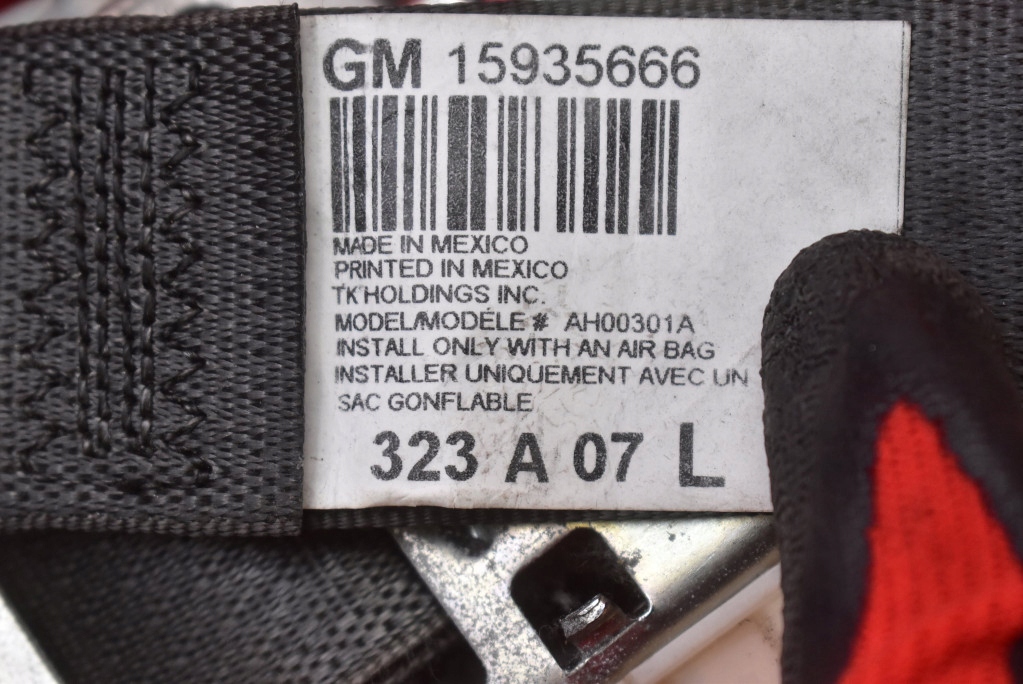 GM 15935666
MADE IN MEXICO
PRINTED IN MEXICO
TK HOLDINGS INC.
MODEL/MODÉLE # AH00301A
INSTALL ONLY WITH AN AIR BAG
INSTALLER UNIQUEMENT AVEC UN
SAC GONFLABLE
323 A 07 L